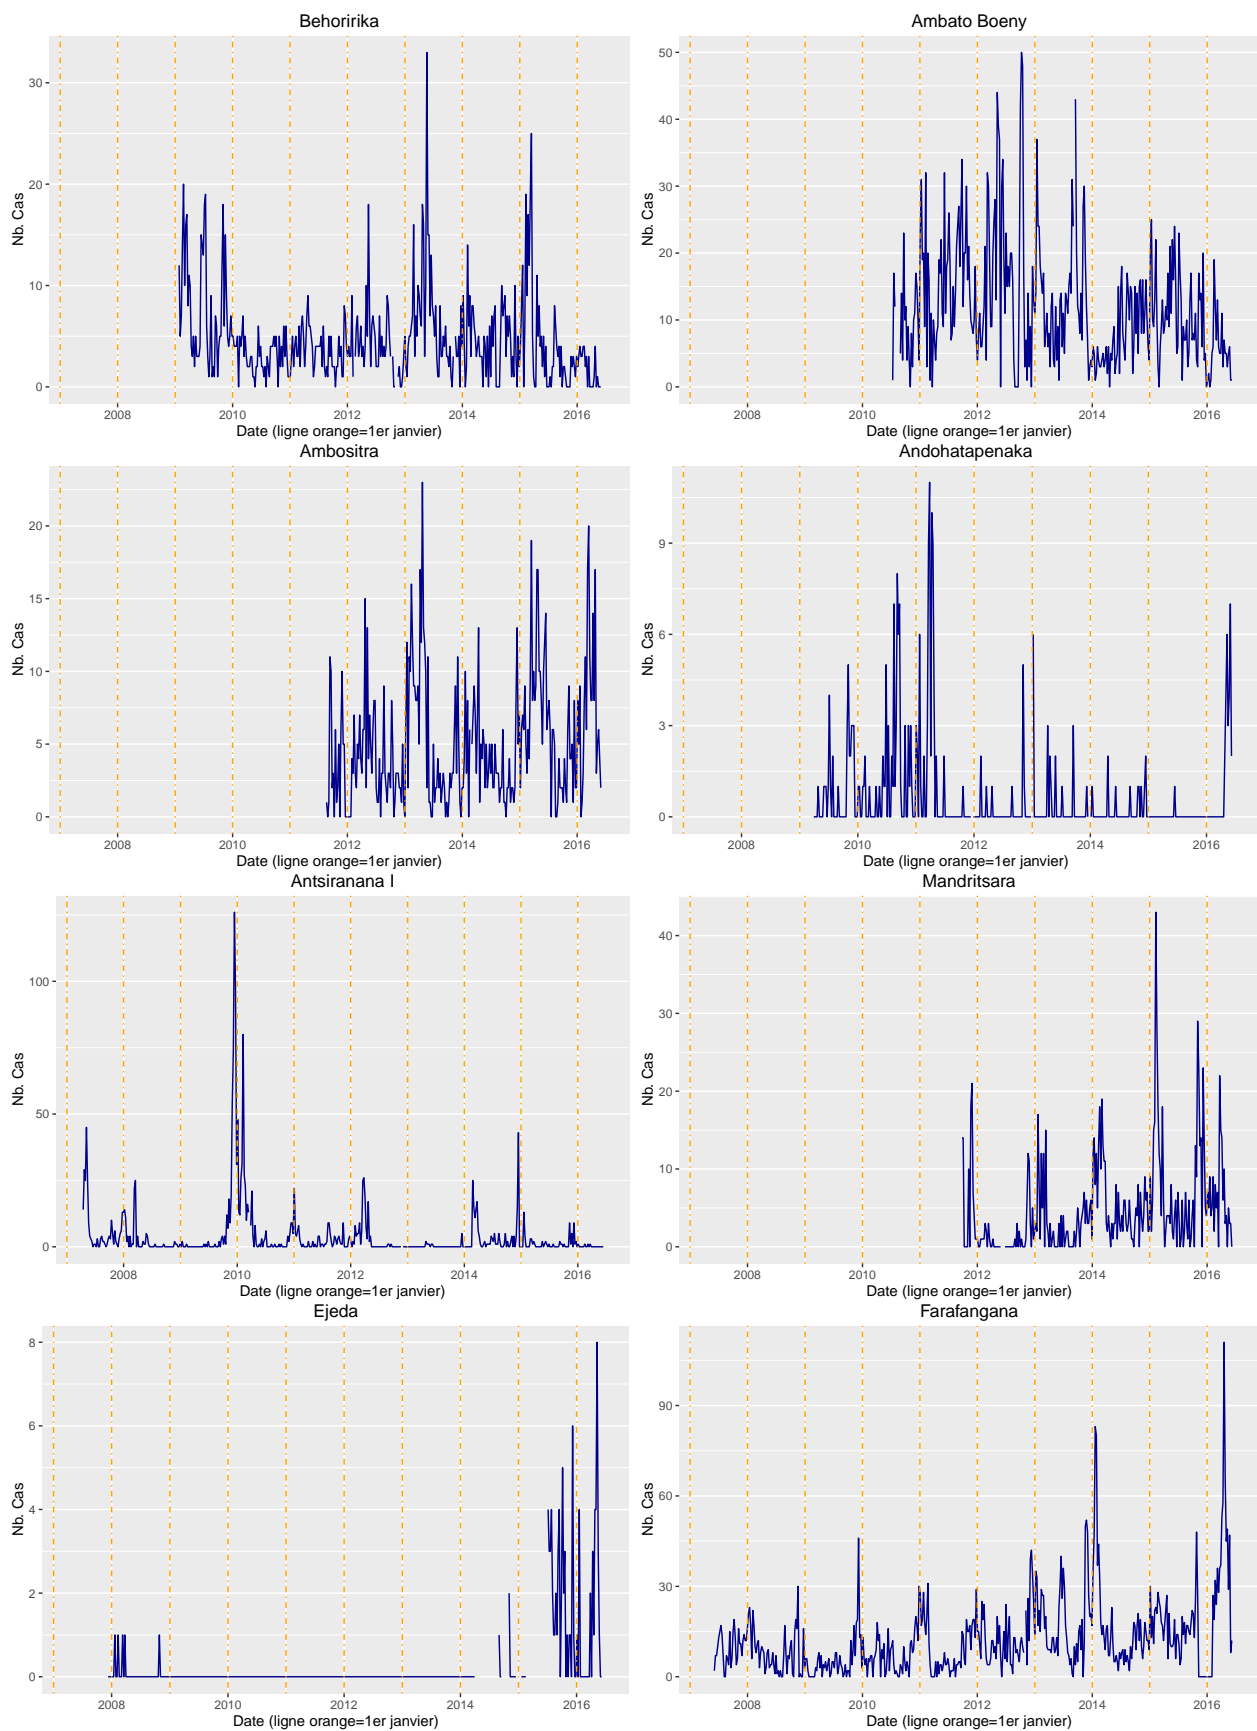 Behoririka
Nb. Cas
30
20
10
0
2008 2010 2012 2014 2016
Date (ligne orange=1er janvier)
Ambato Boeny
Nb. Cas
50
40
30
20
10
0
2008 2010 2012 2014 2016
Date (ligne orange=1er janvier)
Ambositra
Nb. Cas
20
15
10
5
0
2008 2010 2012 2014 2016
Date (ligne orange=1er janvier)
Andohatapenaka
Nb. Cas
9
6
3
0
2008 2010 2012 2014 2016
Date (ligne orange=1er janvier)
Antsiranana I
Nb. Cas
100
50
0
2008 2010 2012 2014 2016
Date (ligne orange=1er janvier)
Mandritsara
Nb. Cas
40
30
20
10
0
2008 2010 2012 2014 2016
Date (ligne orange=1er janvier)
Ejeda
Nb. Cas
8
6
4
2
0
2008 2010 2012 2014 2016
Date (ligne orange=1er janvier)
Farafangana
Nb. Cas
90
60
30
0
2008 2010 2012 2014 2016
Date (ligne orange=1er janvier)